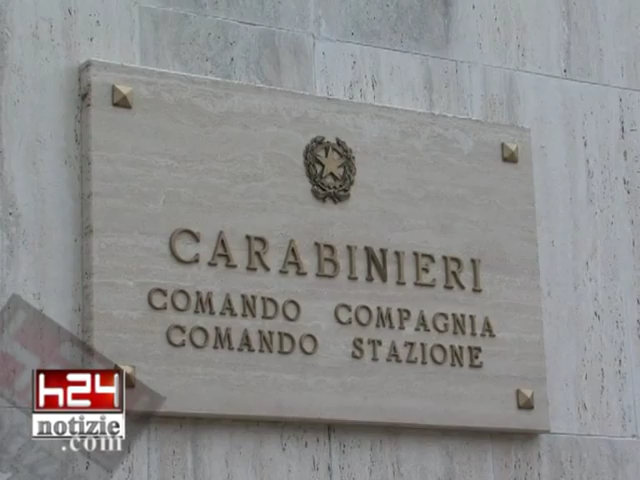 CARABINIERI
COMANDO COMPAGNIA
COMANDO STAZIONE
h24
notizie
.com